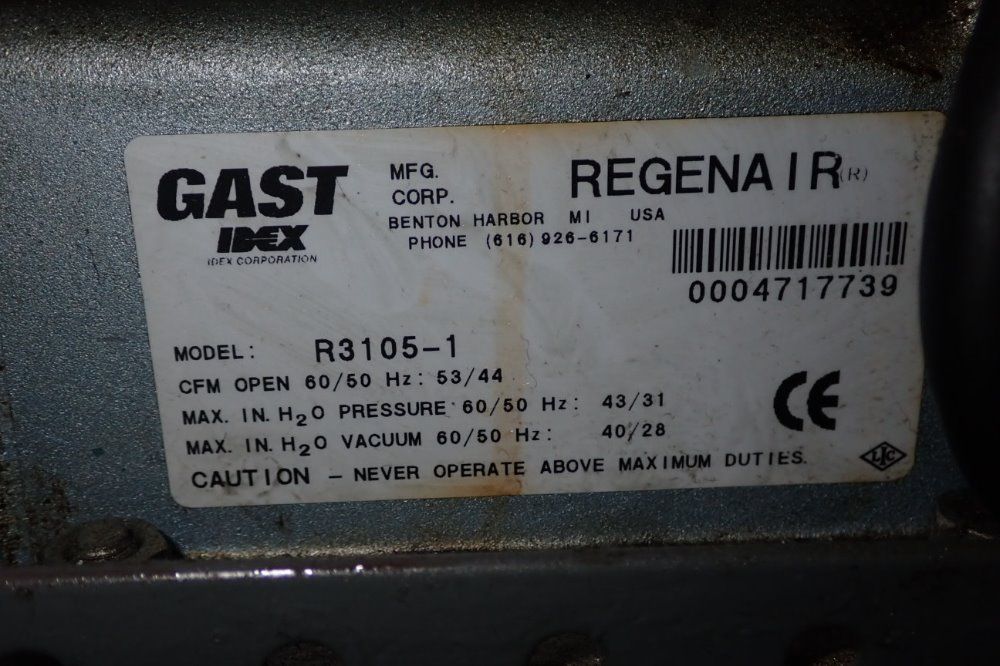 GAST
IDEX
IDEX CORPORATION
MFG.
CORP.
BENTON HARBOR MI USA
PHONE (616) 926-6171
REGENAIR(R)
0004717739
MODEL: R3105-1
CFM OPEN 60/50 Hz: 53/44
MAX. IN. H2O PRESSURE 60/50 Hz: 43/31
MAX. IN. H2O VACUUM 60/50 Hz: 40/28
CAUTION - NEVER OPERATE ABOVE MAXIMUM DUTIES.
CE